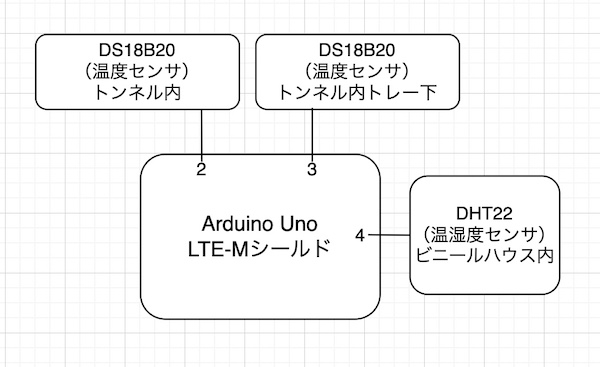 DS18B20
（温度センサ）
トンネル内
DS18B20
（温度センサ）
トンネル内トレー下
2
3
Arduino Uno
LTE-Mシールド
4
DHT22
（温湿度センサ）
ビニールハウス内